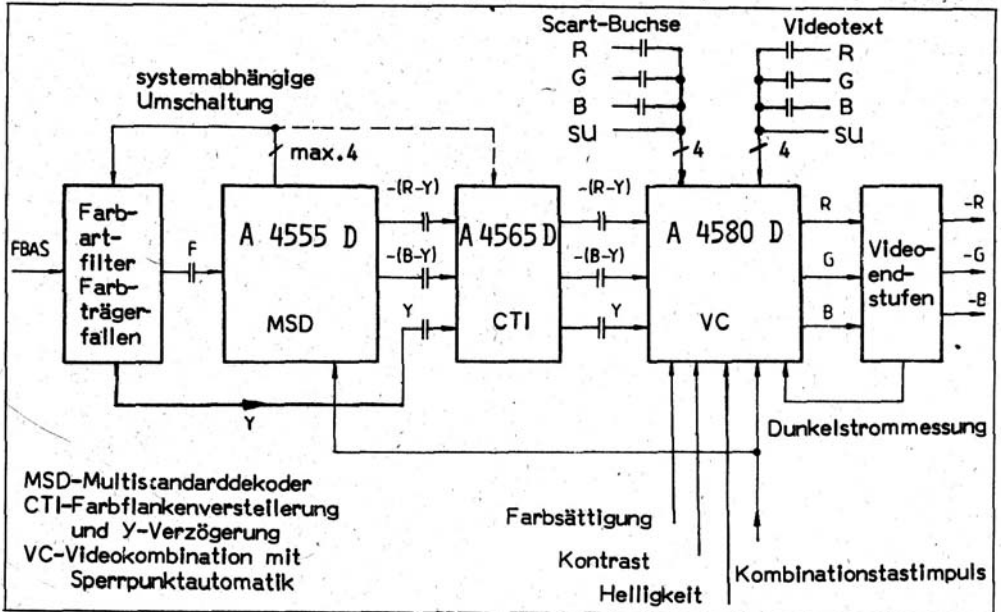 Scart-Buchse
Videotext
R
R
G
G
B
B
SU
SU
4
4
systemabhängige
Umschaltung
max.4
FBAS
Farb-
art-
filter
Farb-
träger-
fallen
F
A 4555 D
MSD
-(R-Y)
-(B-Y)
Y
A 4565 D
CTI
-(R-Y)
-(B-Y)
Y
A 4580 D
VC
R
G
B
Video-
end-
stufen
-R
-G
-B
Y
Dunkelstrommessung
MSD-Multistandarddekoder
CTI-Farbflankenversteilerung
und Y-Verzögerung
VC-Videokombination mit
Sperrpunktautomatik
Farbsättigung
Kontrast
Helligkeit
Kombinationstastimpuls